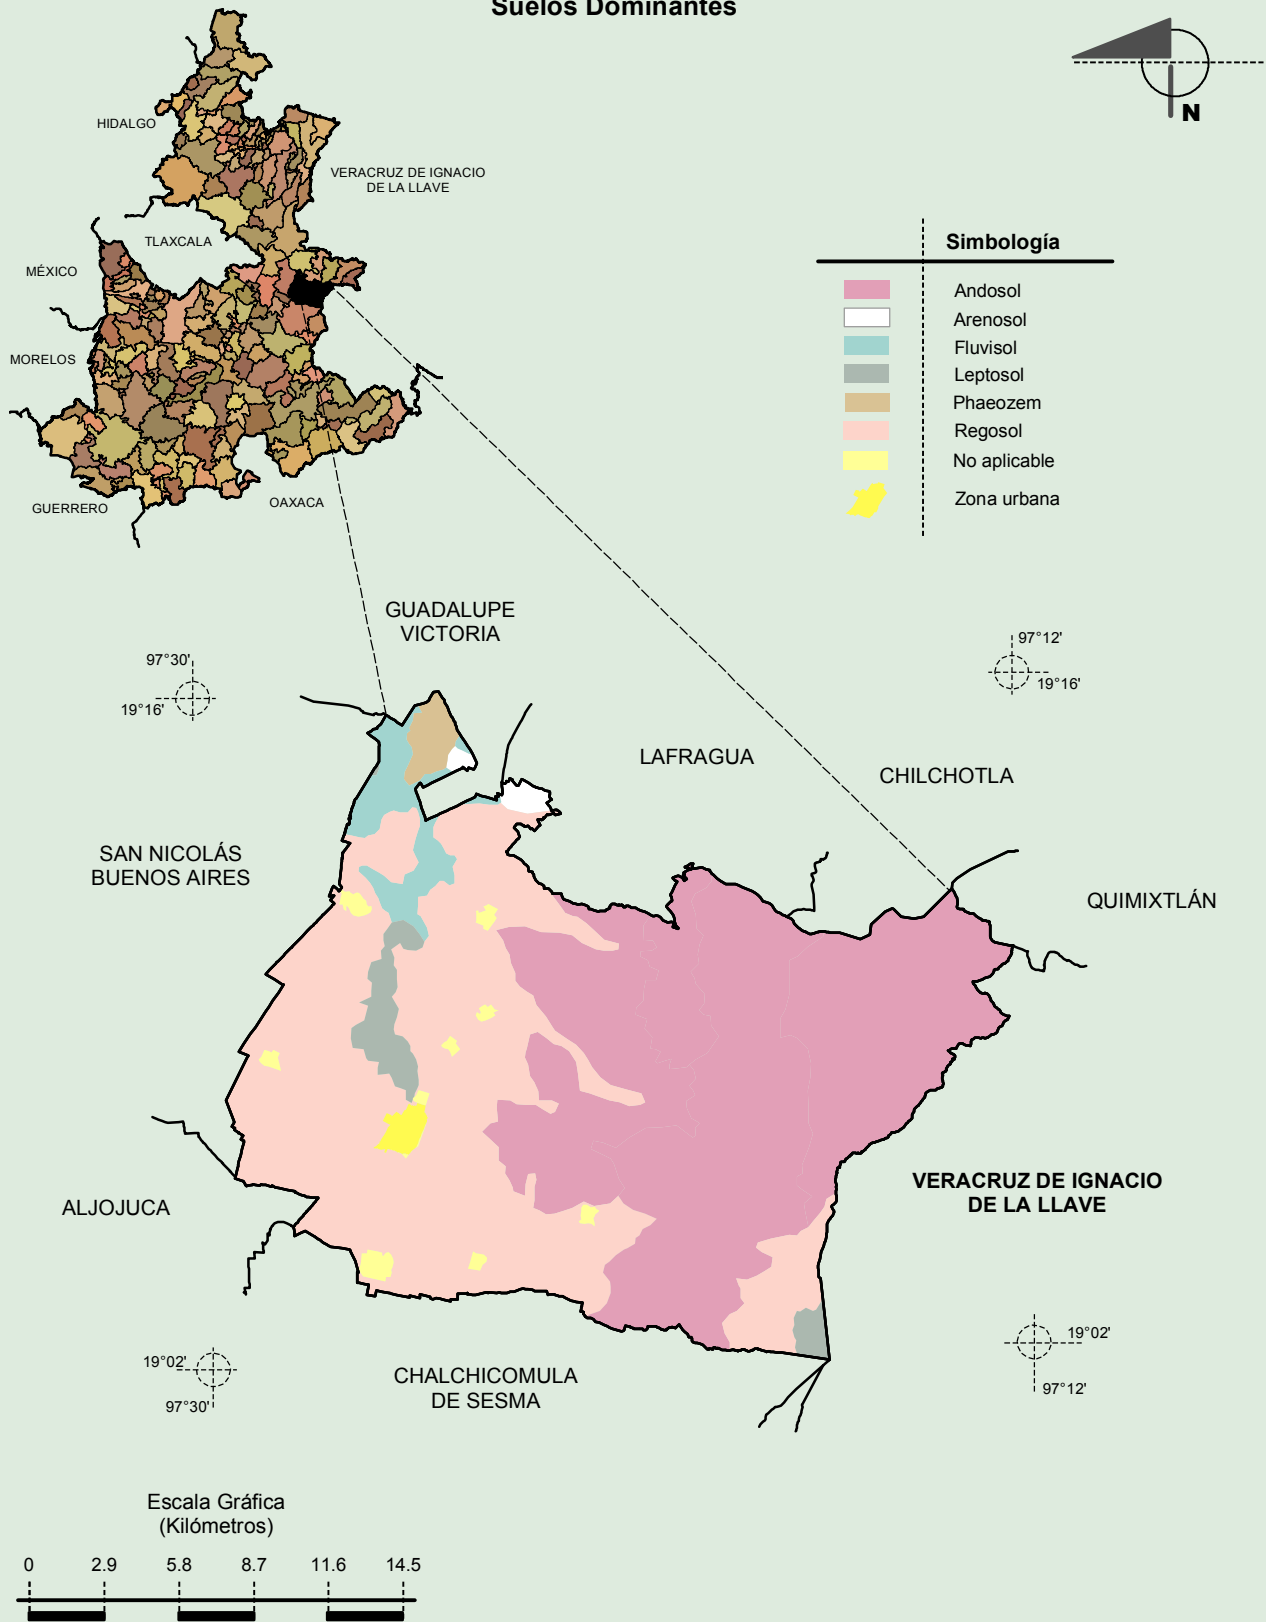 Suelos Dominantes
N
HIDALGO
VERACRUZ DE IGNACIO
DE LA LLAVE
TLAXCALA
MÉXICO
MORELOS
GUERRERO
OAXACA
Simbología
Andosol
Arenosol
Fluvisol
Leptosol
Phaeozem
Regosol
No aplicable
Zona urbana
GUADALUPE
VICTORIA
97°30'
19°16'
97°12'
19°16'
LAFRAGUA
CHILCHOTLA
SAN NICOLÁS
BUENOS AIRES
QUIMIXTLÁN
ALJOJUCA
VERACRUZ DE IGNACIO
DE LA LLAVE
19°02'
97°30'
CHALCHICOMULA
DE SESMA
19°02'
97°12'
Escala Gráfica
(Kilómetros)
0 2.9 5.8 8.7 11.6 14.5